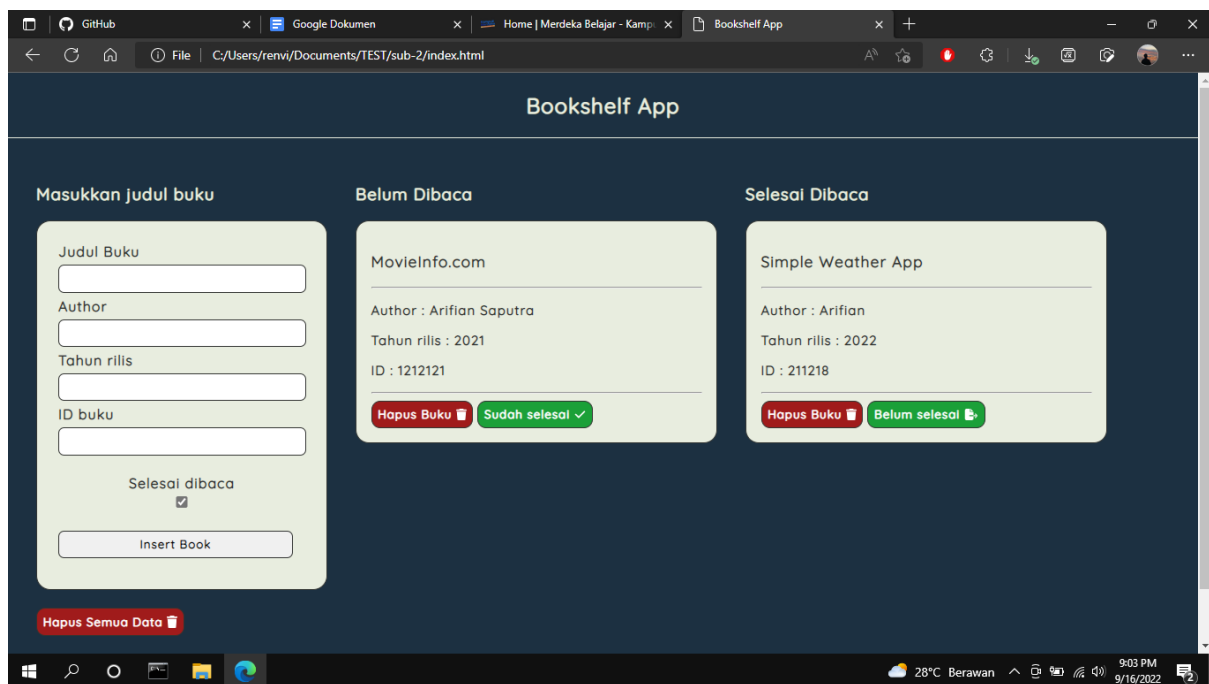 GitHub
Google Dokumen
Home | Merdeka Belajar - Kamp
Bookshelf App
File
C:/Users/renvi/Documents/TEST/sub-2/index.html
Bookshelf App
Masukkan judul buku
Judul Buku
Author
Tahun rilis
ID buku
Selesai dibaca
Insert Book
Hapus Semua Data
Belum Dibaca
MovieInfo.com
Author : Arifian Saputra
Tahun rilis : 2021
ID : 1212121
Hapus Buku
Sudah selesai
Selesai Dibaca
Simple Weather App
Author : Arifian
Tahun rilis : 2022
ID : 211218
Hapus Buku
Belum selesai
28°C Berawan
9:03 PM
9/16/2022
2